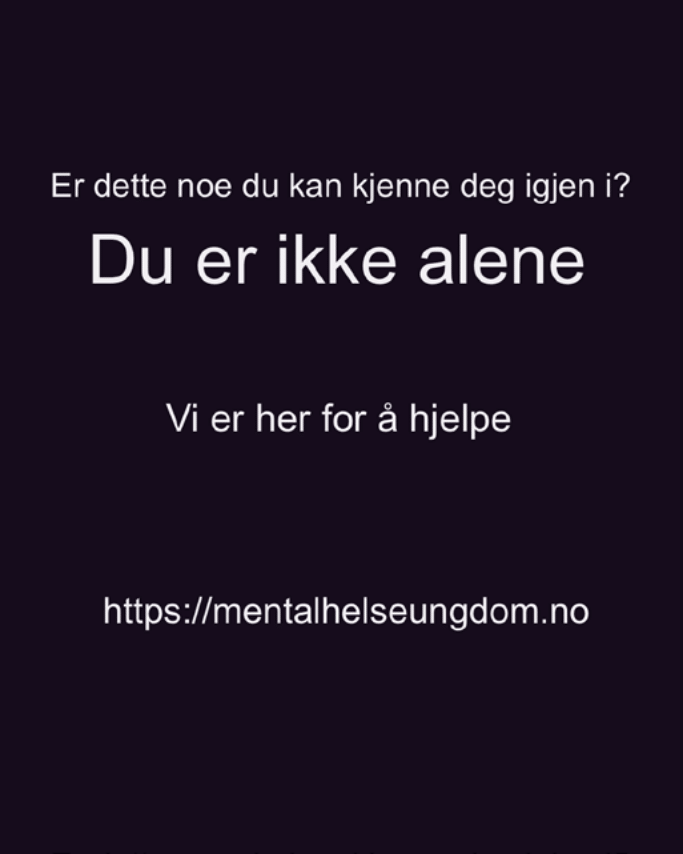 Er dette noe du kan kjenne deg igjen i?
Du er ikke alene
Vi er her for å hjelpe
https://mentalhelseungdom.no